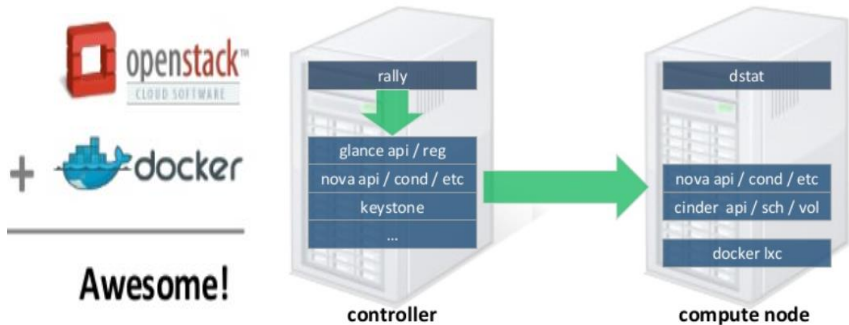 openstack™
CLOUD SOFTWARE
+ docker
Awesome!
rally
glance api / reg
nova api / cond / etc
keystone
...
controller
dstat
nova api / cond / etc
cinder api / sch / vol
docker lxc
compute node